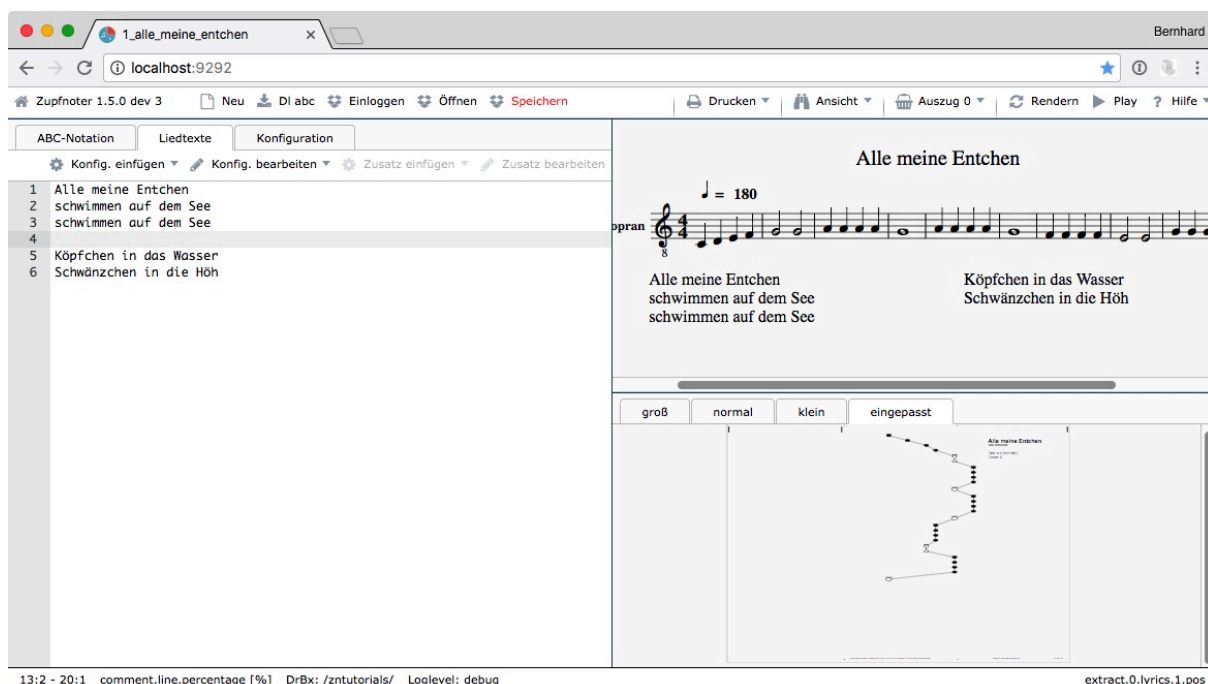 1_alle_meine_entchen
Bernhard
localhost:9292
Zupfnoter 1.5.0 dev 3 Neu Dl abc Einloggen Öffnen Speichern Drucken Ansicht Auszug 0 Rendern Play ? Hilfe
ABC-Notation Liedtexte Konfiguration
Konfig. einfügen Konfig. bearbeiten Zusatz einfügen Zusatz bearbeiten
1 Alle meine Entchen
2 schwimmen auf dem See
3 schwimmen auf dem See
4
5 Köpfchen in das Wasser
6 Schwänzchen in die Höh
Alle meine Entchen
= 180
opran
4
4
8
Alle meine Entchen
schwimmen auf dem See
schwimmen auf dem See
Köpfchen in das Wasser
Schwänzchen in die Höh
groß normal klein eingepasst
Alle meine Entchen
13:2 - 20:1 comment.line.percentage [%] DrBx: /zntutorials/ Loglevel: debug
extract.0.lyrics.1.pos